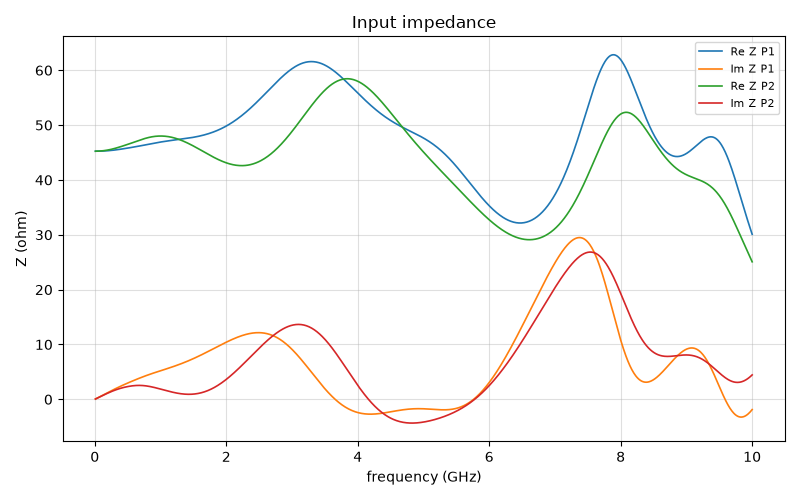 Input impedance
Re Z P1
Im Z P1
Re Z P2
Im Z P2
60
50
40
30
20
10
0
Z (ohm)
0 2 4 6 8 10
frequency (GHz)